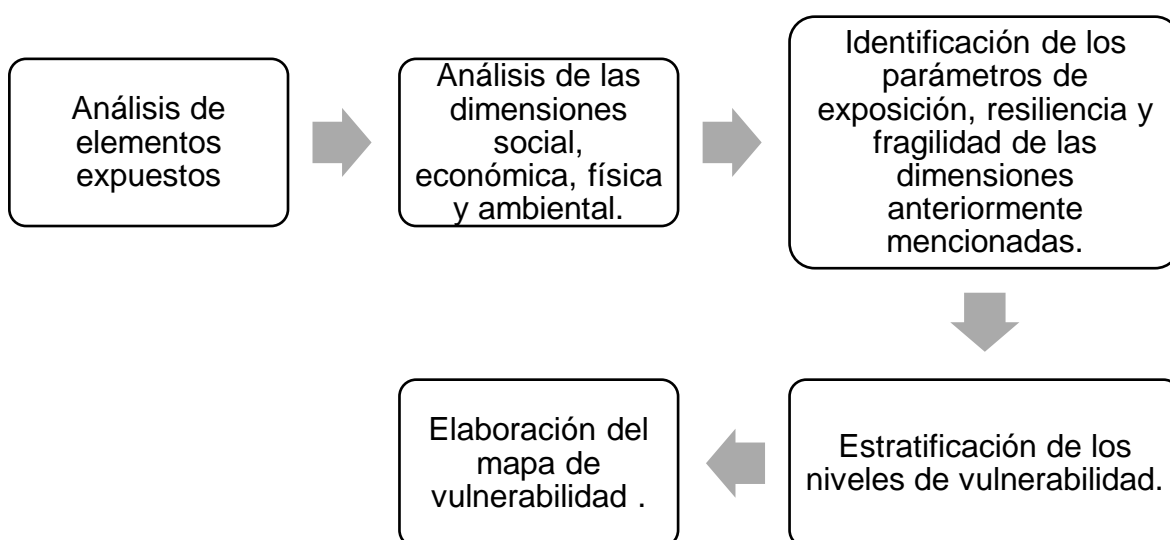 Análisis de
elementos
expuestos
Análisis de las
dimensiones
social,
económica, física
y ambiental.
Identificación de los
parámetros de
exposición, resiliencia y
fragilidad de las
dimensiones
anteriormente
mencionadas.
Estratificación de los
niveles de vulnerabilidad.
Elaboración del
mapa de
vulnerabilidad .